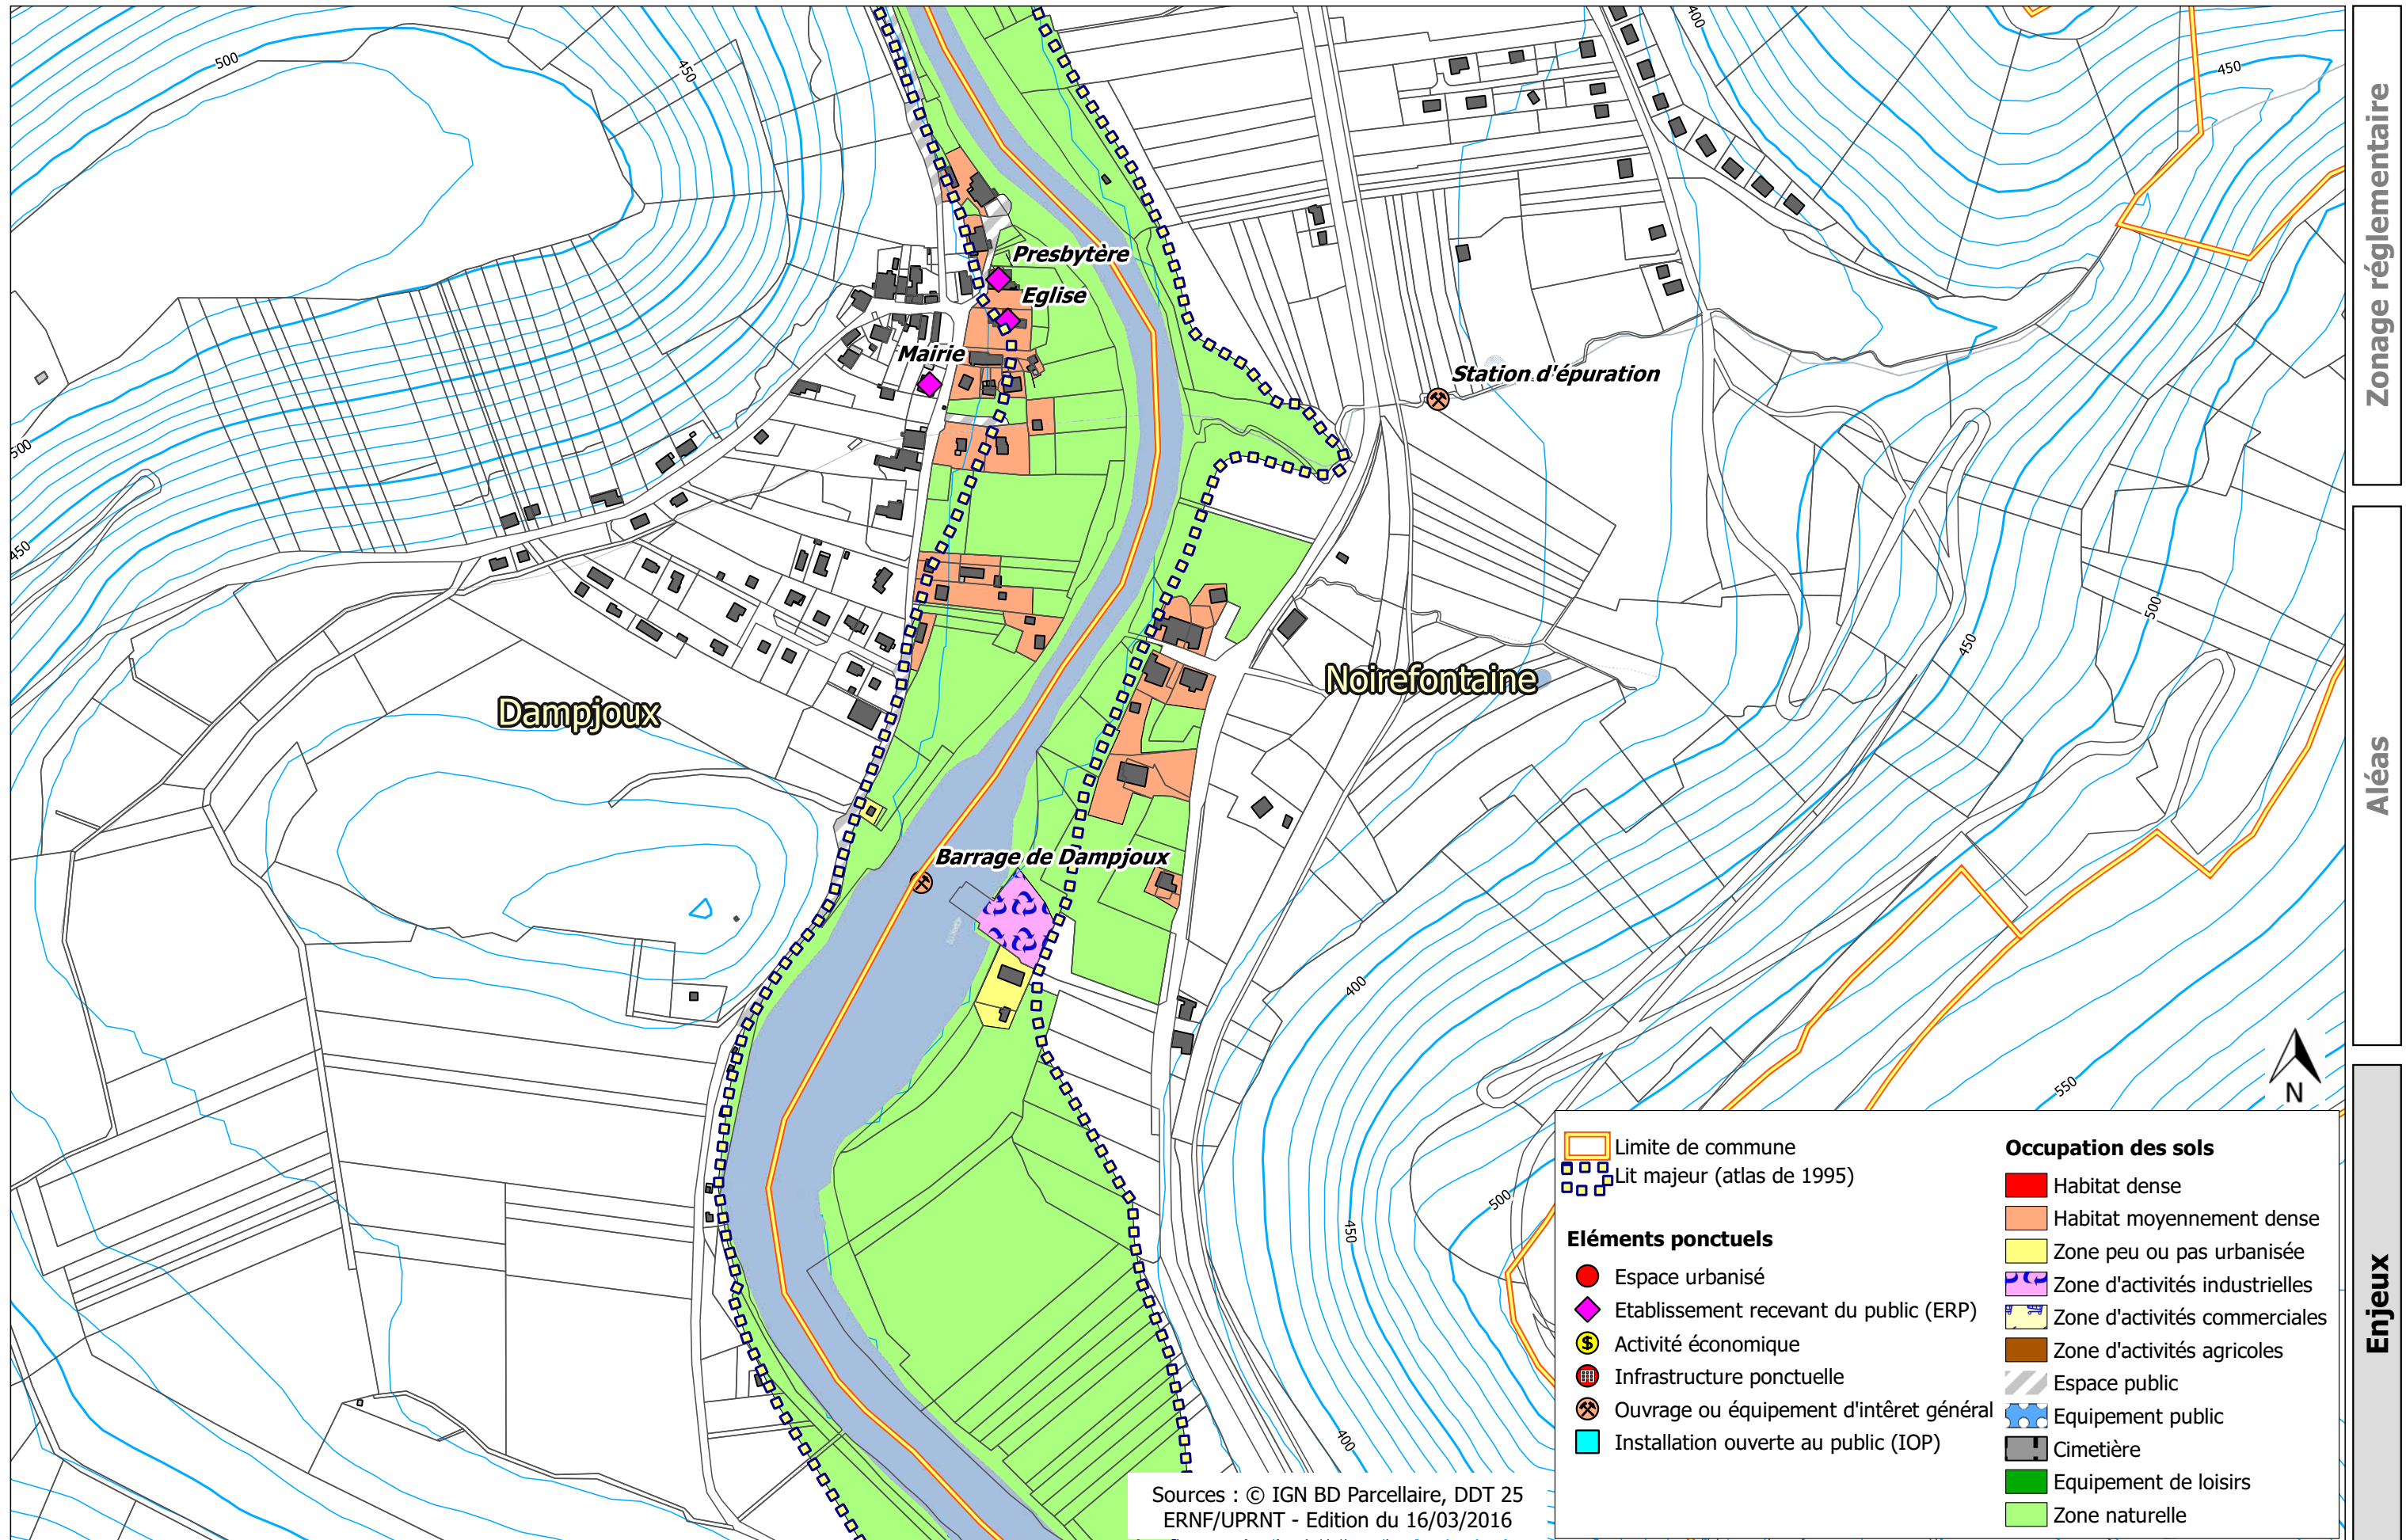 500
450
400
450
Zonage réglementaire
Presbytère
Eglise
Mairie
Station d'épuration
500
450
500
450
Dampjoux
Noirefontaine
Aléas
Barrage de Dampjoux
400
N
550
500
450
400
Enjeux
Limite de commune
Lit majeur (atlas de 1995)
Eléments ponctuels
Espace urbanisé
Etablissement recevant du public (ERP)
Activité économique
Infrastructure ponctuelle
Ouvrage ou équipement d'intêret général
Installation ouverte au public (IOP)
Occupation des sols
Habitat dense
Habitat moyennement dense
Zone peu ou pas urbanisée
Zone d'activités industrielles
Zone d'activités commerciales
Zone d'activités agricoles
Espace public
Equipement public
Cimetière
Equipement de loisirs
Zone naturelle
Sources : © IGN BD Parcellaire, DDT 25
ERNF/UPRNT - Edition du 16/03/2016